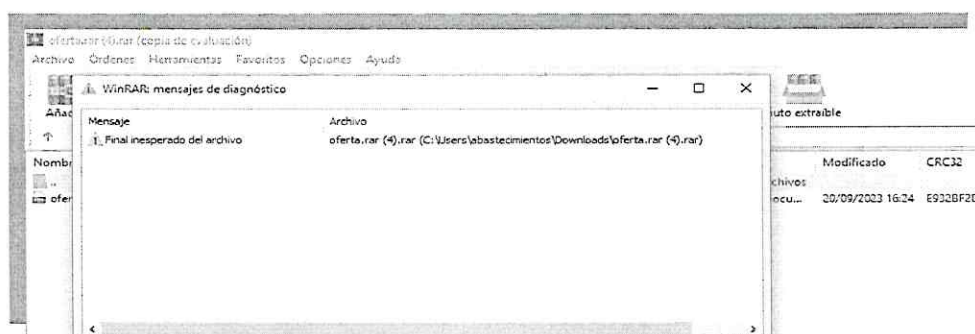 oferta.rar (4).rar (copia de evaluación)
Archivo Órdenes Herramientas Favoritos Opciones Ayuda
WinRAR: mensajes de diagnóstico
Mensaje Archivo
Final inesperado del archivo oferta.rar (4).rar (C:\Users\abastecimientos\Downloads\oferta.rar (4).rar)
Añad
uto extraíble
Nombr
Modificado CRC32
..
chivos
ofer
ocu... 20/09/2023 16:24